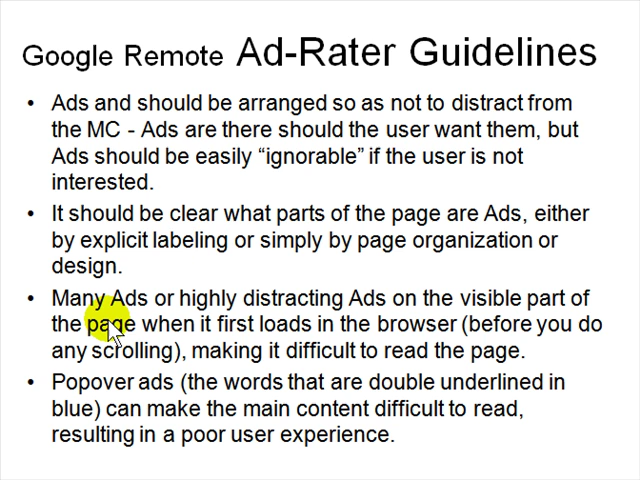 Google Remote Ad-Rater Guidelines
• Ads and should be arranged so as not to distract from
the MC - Ads are there should the user want them, but
Ads should be easily “ignorable” if the user is not
interested.
• It should be clear what parts of the page are Ads, either
by explicit labeling or simply by page organization or
design.
• Many Ads or highly distracting Ads on the visible part of
the page when it first loads in the browser (before you do
any scrolling), making it difficult to read the page.
• Popover ads (the words that are double underlined in
blue) can make the main content difficult to read,
resulting in a poor user experience.